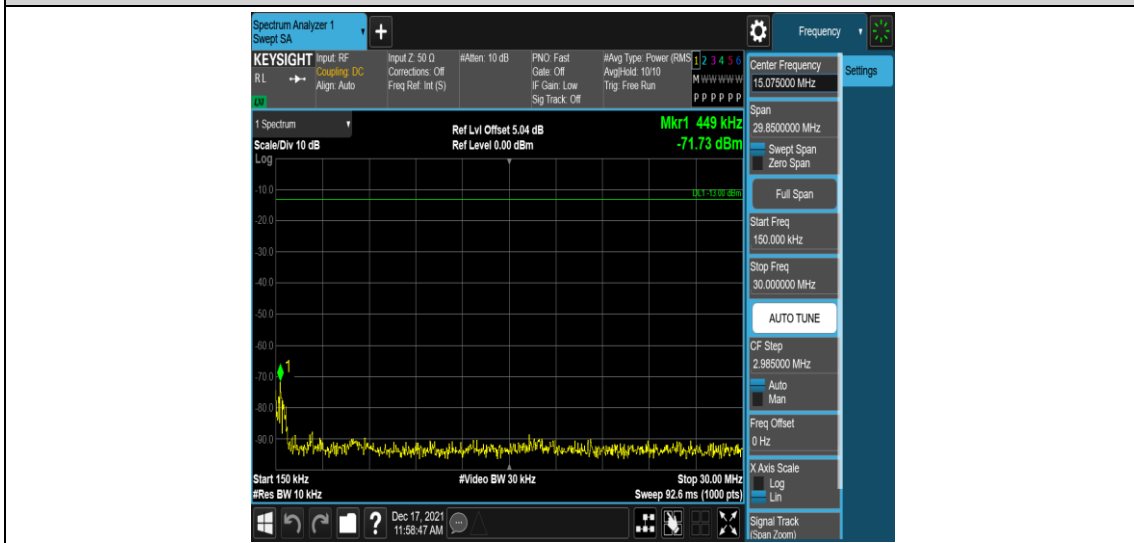 Spectrum Analyzer 1
Swept SA
+
Frequency
KEYSIGHT
RL
LXI
Input: RF
Coupling: DC
Align: Auto
Input Z: 50 Ω
Corrections: Off
Freq Ref: Int (S)
#Atten: 10 dB
PNO: Fast
Gate: Off
IF Gain: Low
Sig Track: Off
#Avg Type: Power (RMS
Avg|Hold: 10/10
Trig: Free Run
1 2 3 4 5 6
M W W W W W
P P P P P P
1 Spectrum
Scale/Div 10 dB
Log
Ref Lvl Offset 5.04 dB
Ref Level 0.00 dBm
Mkr1 449 kHz
-71.73 dBm
DL1 -13.00 dBm
-10.0
-20.0
-30.0
-40.0
-50.0
-60.0
-70.0
-80.0
-90.0
1
Start 150 kHz
#Res BW 10 kHz
#Video BW 30 kHz
Stop 30.00 MHz
Sweep 92.6 ms (1000 pts)
?
Dec 17, 2021
11:58:47 AM
Center Frequency
15.075000 MHz
Settings
Span
29.8500000 MHz
Swept Span
Zero Span
Full Span
Start Freq
150.000 kHz
Stop Freq
30.000000 MHz
AUTO TUNE
CF Step
2.985000 MHz
Auto
Man
Freq Offset
0 Hz
X Axis Scale
Log
Lin
Signal Track
(Span Zoom)